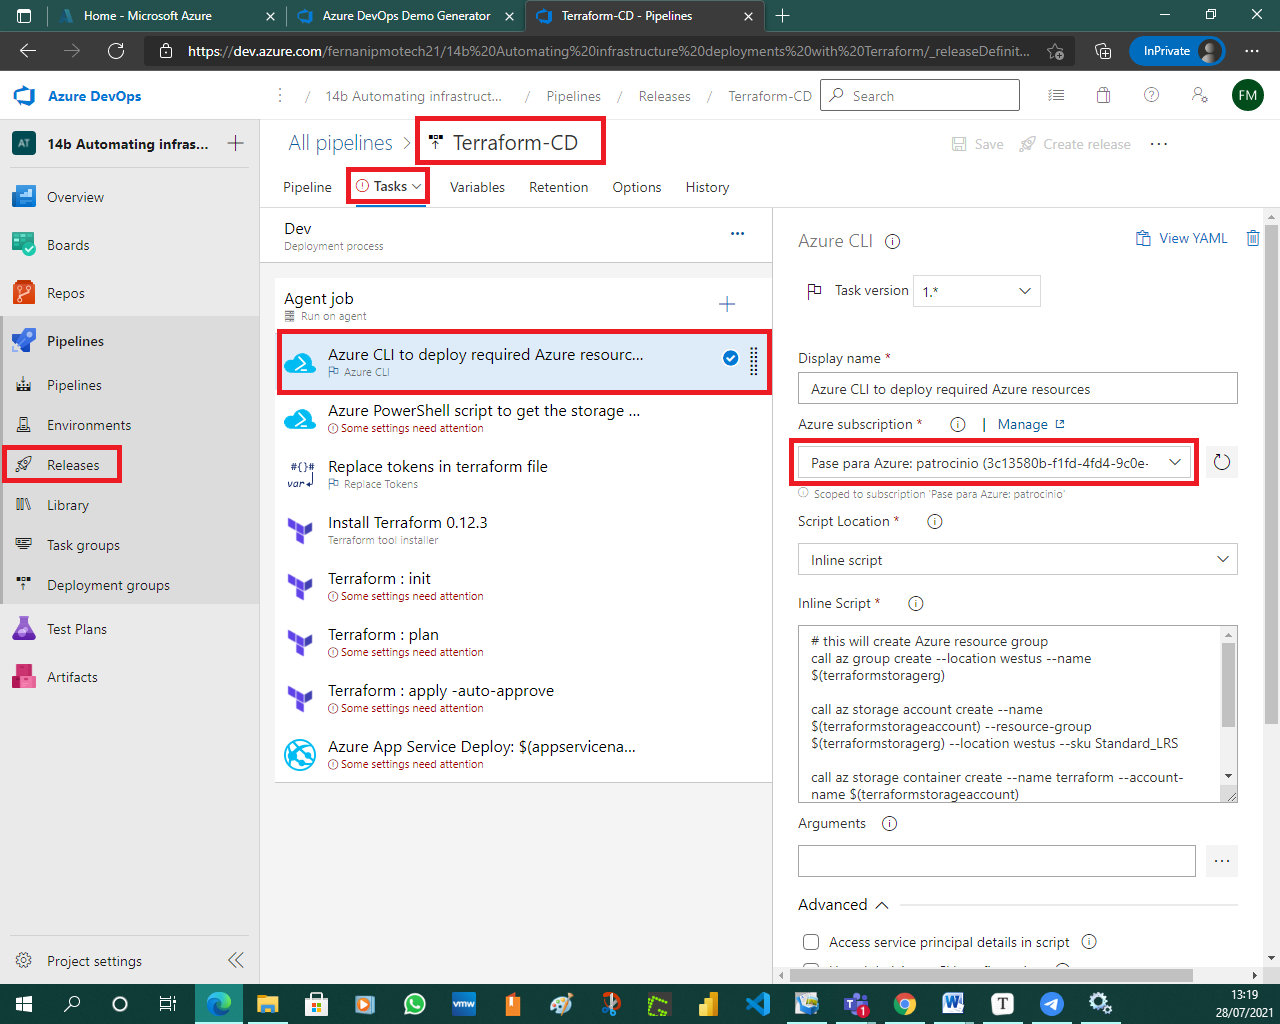 Home - Microsoft Azure
Azure DevOps Demo Generator
Terraform-CD - Pipelines
https://dev.azure.com/fernanipmotech21/14b%20Automating%20infrastructure%20deployments%20with%20Terraform/_releaseDefinit...
InPrivate
Azure DevOps
/ 14b Automating infrastruct... / Pipelines / Releases / Terraform-CD
Search
FM
AT
14b Automating infras...
All pipelines > Terraform-CD
Save
Create release
Pipeline
Tasks
Variables
Retention
Options
History
Overview
Boards
Repos
Pipelines
Pipelines
Environments
Releases
Library
Task groups
Deployment groups
Test Plans
Artifacts
Project settings
Dev
Deployment process
Agent job
Run on agent
Azure CLI to deploy required Azure resourc...
Azure CLI
Azure PowerShell script to get the storage ...
Some settings need attention
Replace tokens in terraform file
Replace Tokens
Install Terraform 0.12.3
Terraform tool installer
Terraform : init
Some settings need attention
Terraform : plan
Some settings need attention
Terraform : apply -auto-approve
Some settings need attention
Azure App Service Deploy: $(appservicena...
Some settings need attention
Azure CLI
View YAML
Task version 1.*
Display name *
Azure CLI to deploy required Azure resources
Azure subscription * | Manage
Pase para Azure: patrocinio (3c13580b-f1fd-4fd4-9c0e-
Scoped to subscription 'Pase para Azure: patrocinio'
Script Location *
Inline script
Inline Script *
# this will create Azure resource group
call az group create --location westus --name
$(terraformstoragerg)
call az storage account create --name
$(terraformstorageaccount) --resource-group
$(terraformstoragerg) --location westus --sku Standard_LRS
call az storage container create --name terraform --account-
name $(terraformstorageaccount)
Arguments
Advanced
Access service principal details in script
13:19
28/07/2021